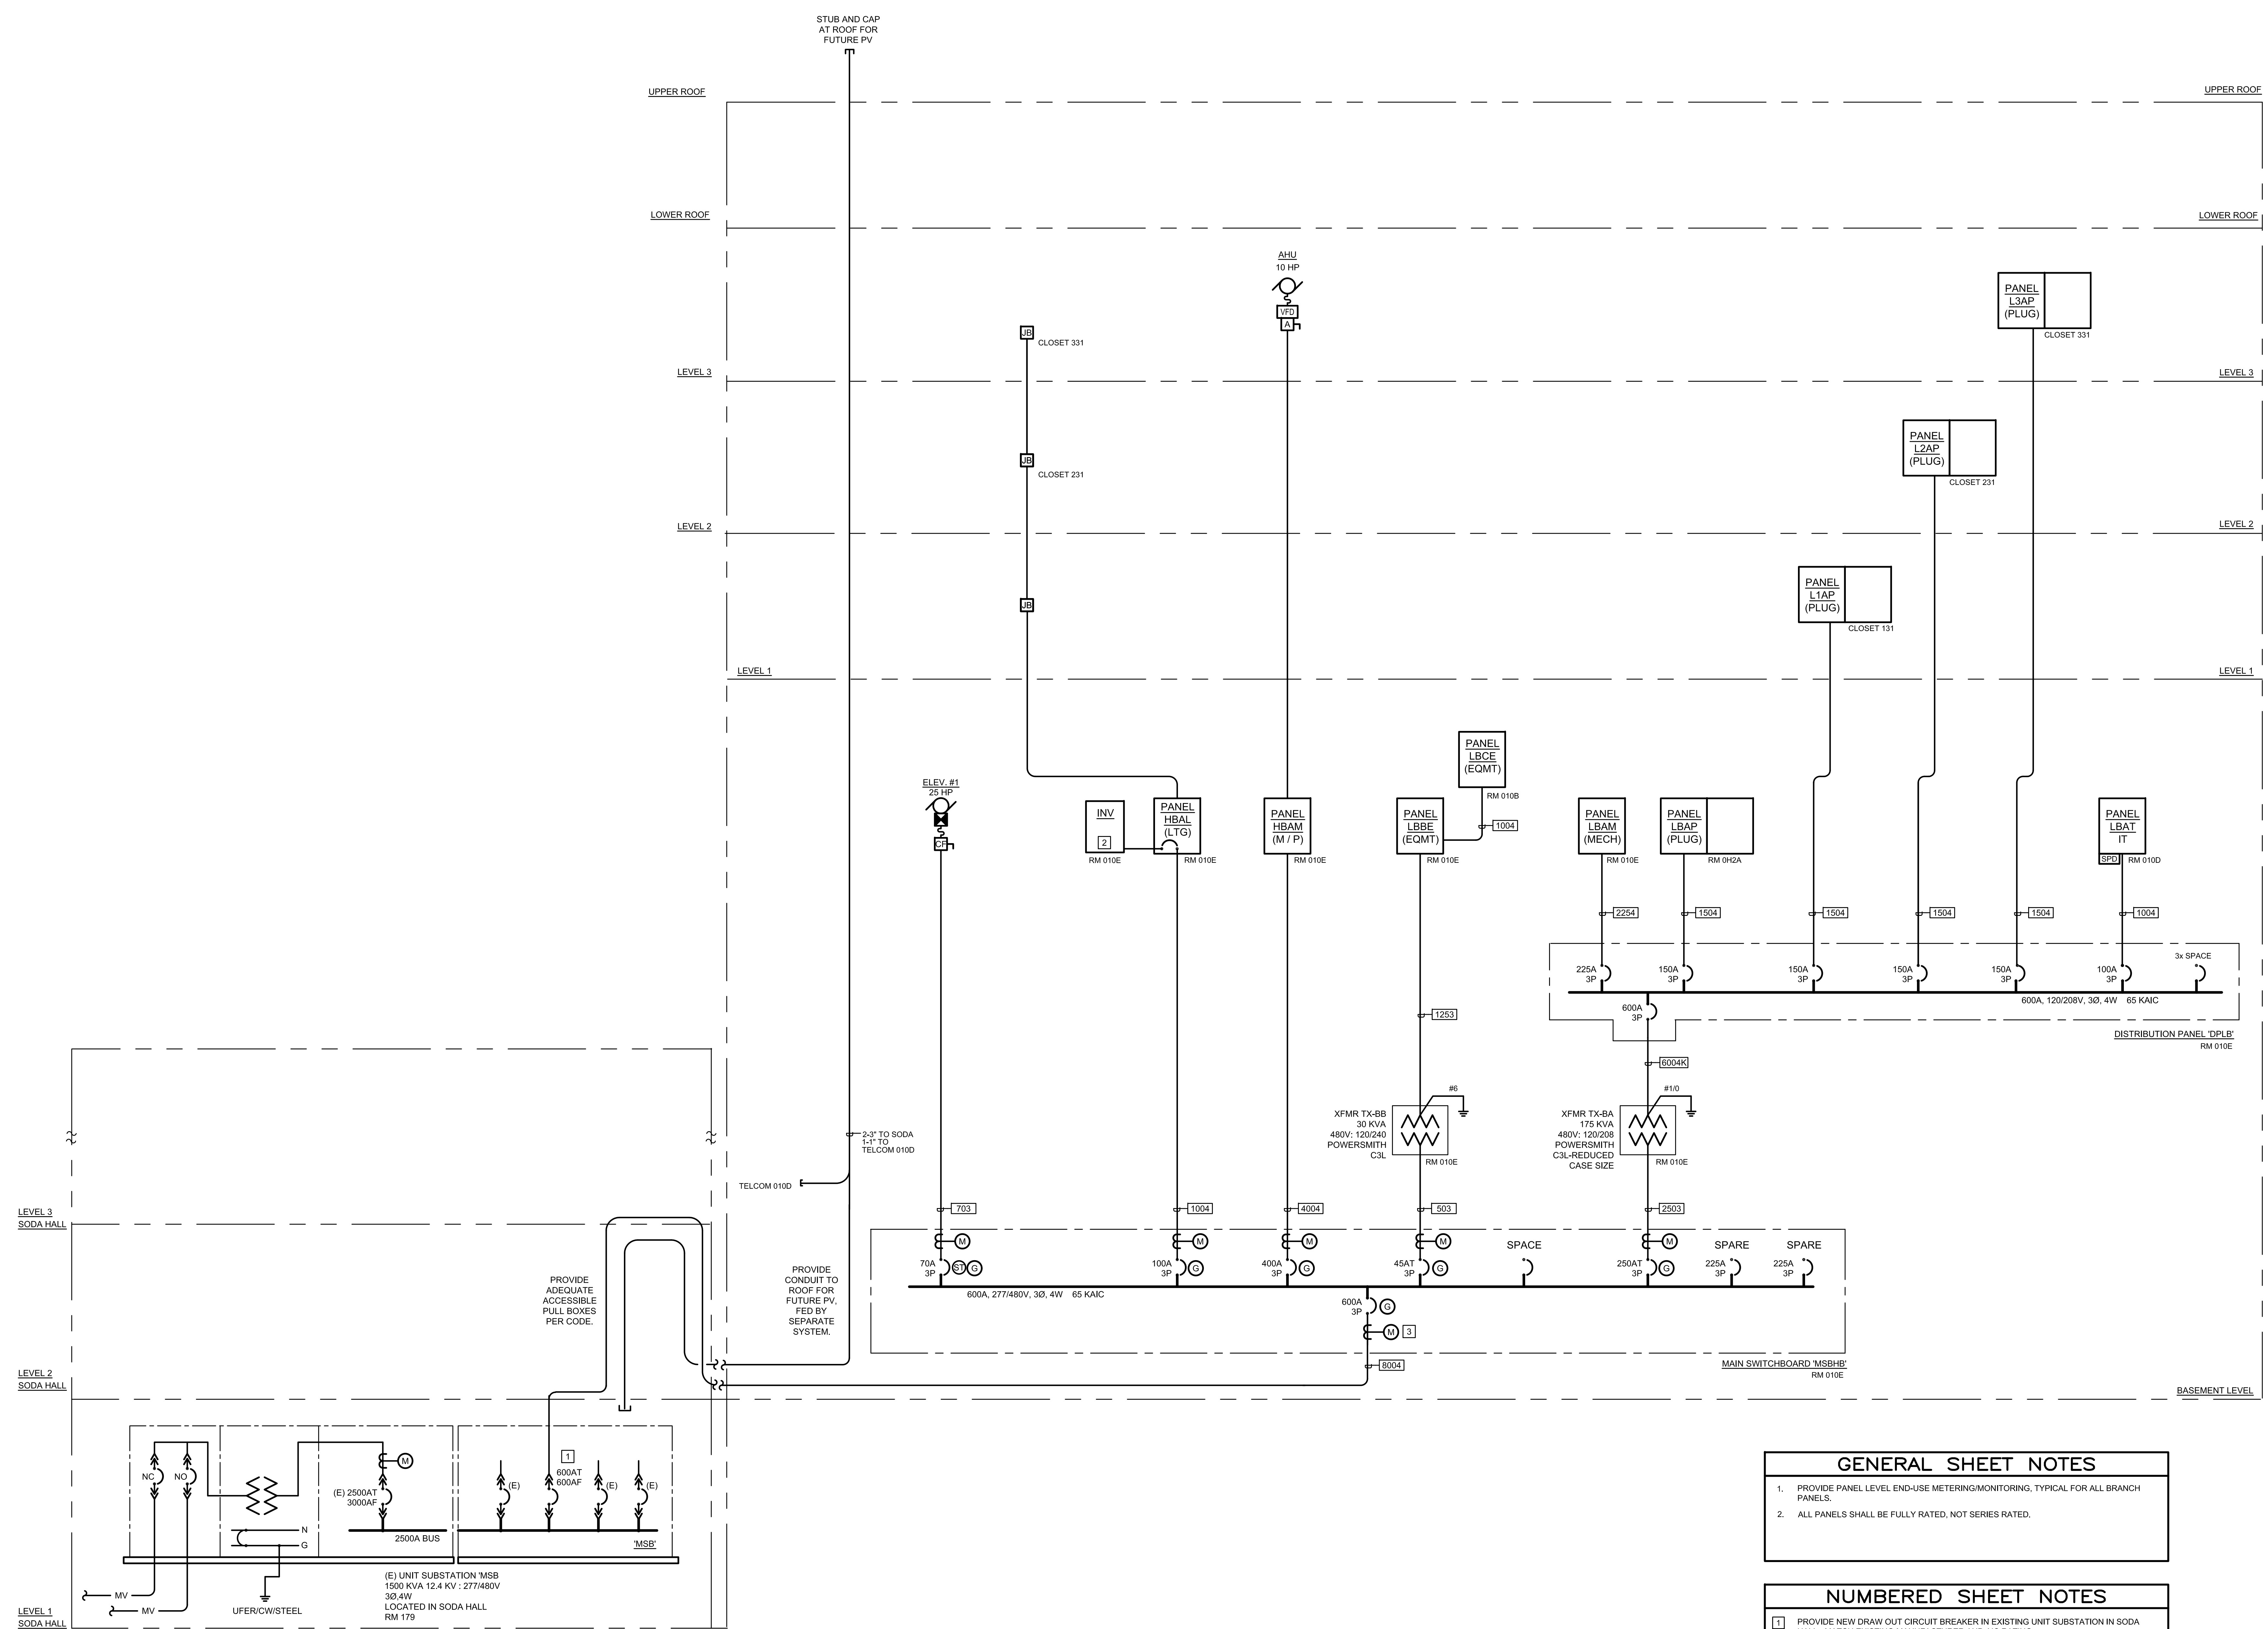 STUB AND CAP
AT ROOF FOR
FUTURE PV
UPPER ROOF
UPPER ROOF
LOWER ROOF
LOWER ROOF
AHU
10 HP
VFD
A
PANEL
L3AP
(PLUG)
CLOSET 331
JB
CLOSET 331
LEVEL 3
LEVEL 3
PANEL
L2AP
(PLUG)
CLOSET 231
JB
CLOSET 231
LEVEL 2
LEVEL 2
PANEL
L1AP
(PLUG)
CLOSET 131
JB
LEVEL 1
LEVEL 1
ELEV. #1
25 HP
CF
INV
2
RM 010E
PANEL
HBAL
(LTG)
RM 010E
PANEL
HBAM
(M / P)
RM 010E
PANEL
LBBE
(EQMT)
RM 010E
PANEL
LBCE
(EQMT)
RM 010B
1004
PANEL
LBAM
(MECH)
RM 010E
PANEL
LBAP
(PLUG)
RM 0H2A
PANEL
LBAT
IT
SPD
RM 010D
2254
1504
1504
1504
1504
1004
225A
3P
150A
3P
150A
3P
150A
3P
150A
3P
100A
3P
3x SPACE
600A, 120/208V, 3Ø, 4W 65 KAIC
600A
3P
DISTRIBUTION PANEL 'DPLB'
RM 010E
1253
6004K
#6
XFMR TX-BB
30 KVA
480V: 120/240
POWERSMITH
C3L
RM 010E
#1/0
XFMR TX-BA
175 KVA
480V: 120/208
POWERSMITH
C3L-REDUCED
CASE SIZE
RM 010E
2-3" TO SODA
1-1" TO
TELCOM 010D
TELCOM 010D
703
1004
4004
503
2503
M
M
M
M
M
70A
3P
ST
G
100A
3P
G
400A
3P
G
45AT
3P
G
SPACE
250AT
3P
G
SPARE
225A
3P
SPARE
225A
3P
600A, 277/480V, 3Ø, 4W 65 KAIC
600A
3P
G
M
3
8004
MAIN SWITCHBOARD 'MSBHB'
RM 010E
PROVIDE
CONDUIT TO
ROOF FOR
FUTURE PV,
FED BY
SEPARATE
SYSTEM.
PROVIDE
ADEQUATE
ACCESSIBLE
PULL BOXES
PER CODE.
LEVEL 3
SODA HALL
LEVEL 2
SODA HALL
BASEMENT LEVEL
NC
NO
M
(E) 2500AT
3000AF
2500A BUS
N
G
1
600AT
600AF
(E)
(E)
(E)
'MSB'
MV
MV
UFER/CW/STEEL
(E) UNIT SUBSTATION 'MSB
1500 KVA 12.4 KV : 277/480V
3Ø,4W
LOCATED IN SODA HALL
RM 179
LEVEL 1
SODA HALL
GENERAL SHEET NOTES
1. PROVIDE PANEL LEVEL END-USE METERING/MONITORING, TYPICAL FOR ALL BRANCH
PANELS.
2. ALL PANELS SHALL BE FULLY RATED, NOT SERIES RATED.
NUMBERED SHEET NOTES
1 PROVIDE NEW DRAW OUT CIRCUIT BREAKER IN EXISTING UNIT SUBSTATION IN SODA